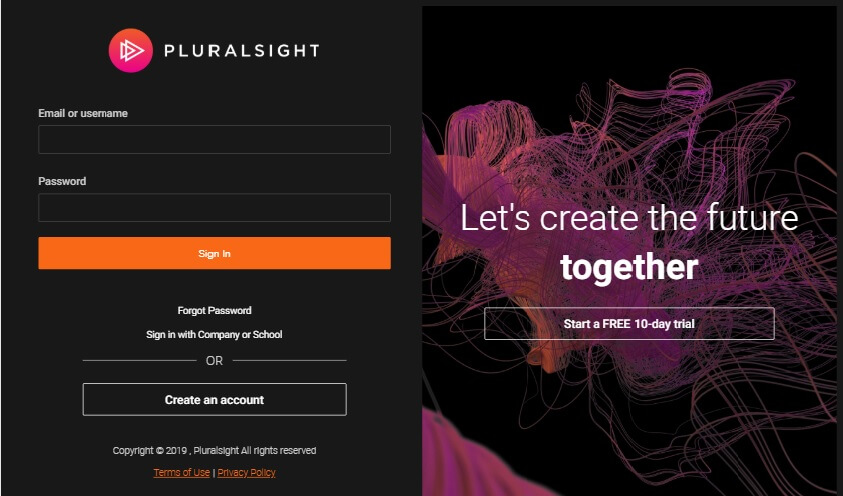 PLURALSIGHT
Email or username
Password
Sign In
Forgot Password
Sign in with Company or School
OR
Create an account
Copyright © 2019 , Pluralsight All rights reserved
Terms of Use | Privacy Policy
Let's create the future
together
Start a FREE 10-day trial